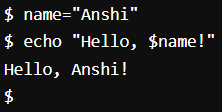 $ name="Anshi"
$ echo "Hello, $name!"
Hello, Anshi!
$